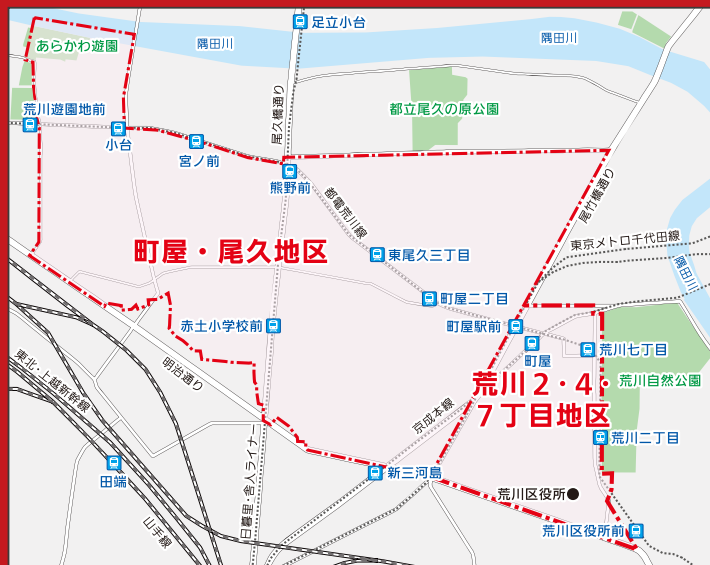 足立小台
あらかわ遊園
隅田川
隅田川
尾久橋通り
荒川遊園地前
都立尾久の原公園
小台
宮ノ前
熊野前
都電荒川線
尾竹橋通り
町屋・尾久地区
東尾久三丁目
東京メトロ千代田線
隅田川
町屋二丁目
赤土小学校前
町屋駅前
町屋
荒川七丁目
東北・上越新幹線
明治通り
荒川2・4・
7丁目地区
荒川自然公園
京成本線
荒川二丁目
田端
新三河島
日暮里・舎人ライナー
荒川区役所
山手線
荒川区役所前